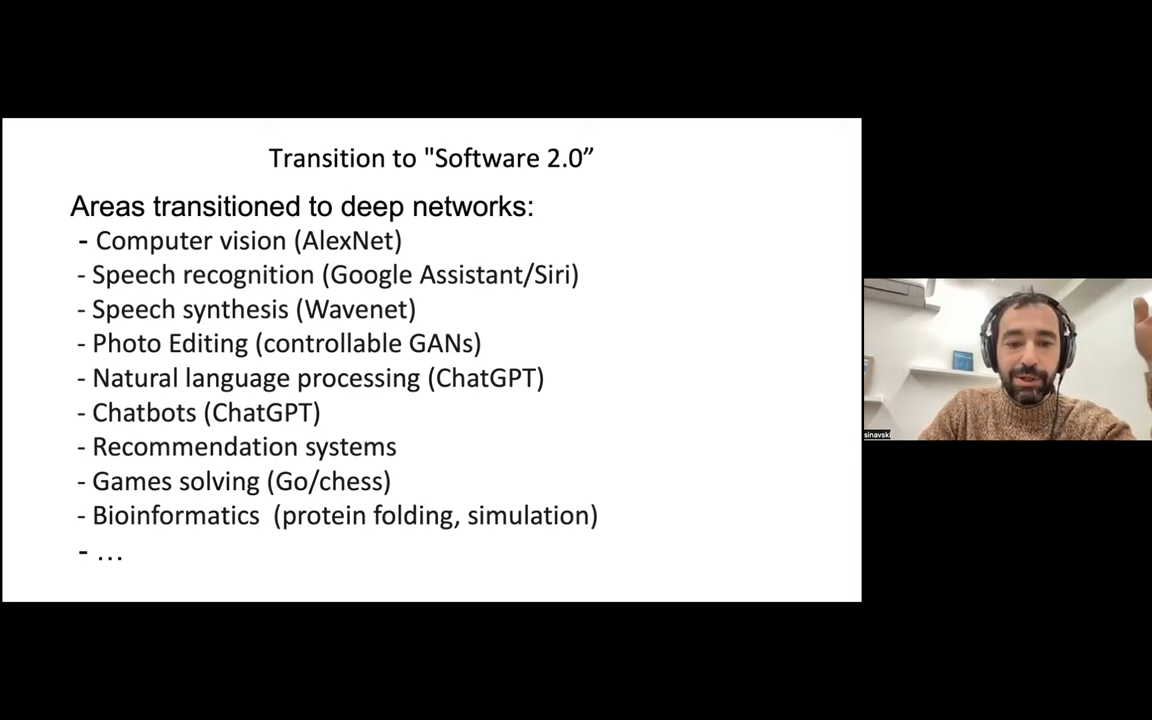 Transition to "Software 2.0”
Areas transitioned to deep networks:
- Computer vision (AlexNet)
- Speech recognition (Google Assistant/Siri)
- Speech synthesis (Wavenet)
- Photo Editing (controllable GANs)
- Natural language processing (ChatGPT)
- Chatbots (ChatGPT)
- Recommendation systems
- Games solving (Go/chess)
- Bioinformatics  (protein folding, simulation)
- …
sinavski